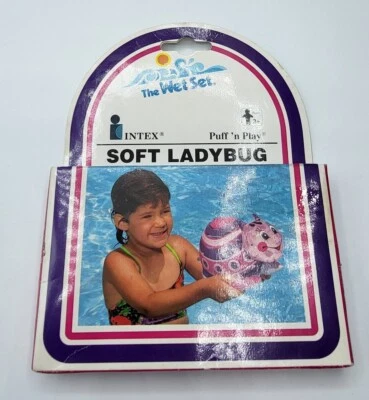 The Wet Set.
INTEX® Puff 'n Play®
SOFT LADYBUG